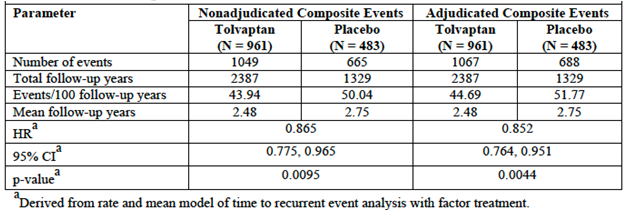 Parameter Nonadjudicated Composite Events Adjudicated Composite Events
Tolvaptan Placebo Tolvaptan Placebo
(N = 961) (N = 483) (N = 961) (N = 483)
Number of events 1049 665 1067 688
Total follow-up years 2387 1329 2387 1329
Events/100 follow-up years 43.94 50.04 44.69 51.77
Mean follow-up years 2.48 2.75 2.48 2.75
HRa 0.865 0.852
95% CIa 0.775, 0.965 0.764, 0.951
p-valuea 0.0095 0.0044
aDerived from rate and mean model of time to recurrent event analysis with factor treatment.